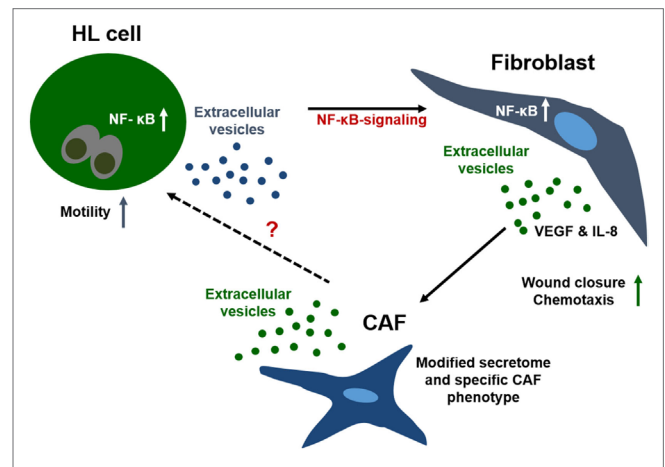 HL cell
NF- κB
Extracellular
vesicles
Motility
NF-κB-signaling
Fibroblast
NF-κB
Extracellular
vesicles
VEGF & IL-8
Wound closure
Chemotaxis
?
Extracellular
vesicles
CAF
Modified secretome
and specific CAF
phenotype